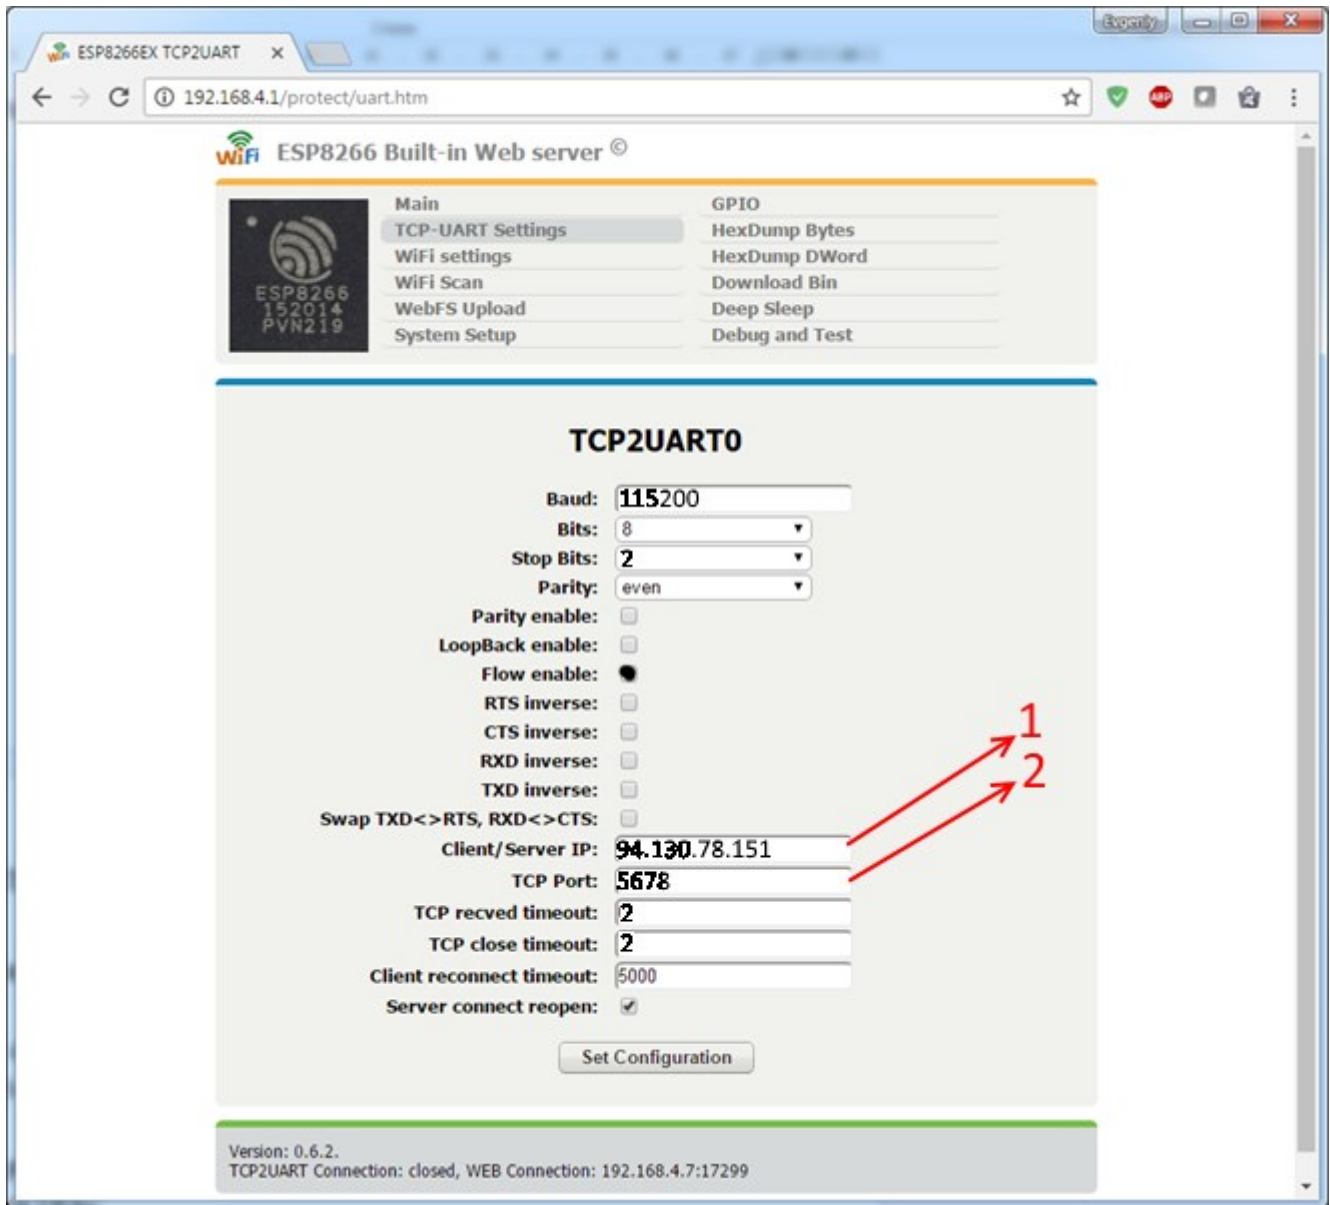 Evgeniy
ESP8266EX TCP2UART
192.168.4.1/protect/uart.htm
ABP
WiFi ESP8266 Built-in Web server ©
Main
TCP-UART Settings
WiFi settings
WiFi Scan
WebFS Upload
System Setup
GPIO
HexDump Bytes
HexDump DWord
Download Bin
Deep Sleep
Debug and Test
ESP8266
152014
PVN219
TCP2UART0
Baud: 115200
Bits: 8
Stop Bits: 2
Parity: even
Parity enable:
LoopBack enable:
Flow enable:
RTS inverse:
CTS inverse:
RXD inverse:
TXD inverse:
Swap TXD<>RTS, RXD<>CTS:
Client/Server IP: 94.130.78.151
1
TCP Port: 5678
2
TCP recved timeout: 2
TCP close timeout: 2
Client reconnect timeout: 5000
Server connect reopen:
Set Configuration
Version: 0.6.2.
TCP2UART Connection: closed, WEB Connection: 192.168.4.7:17299